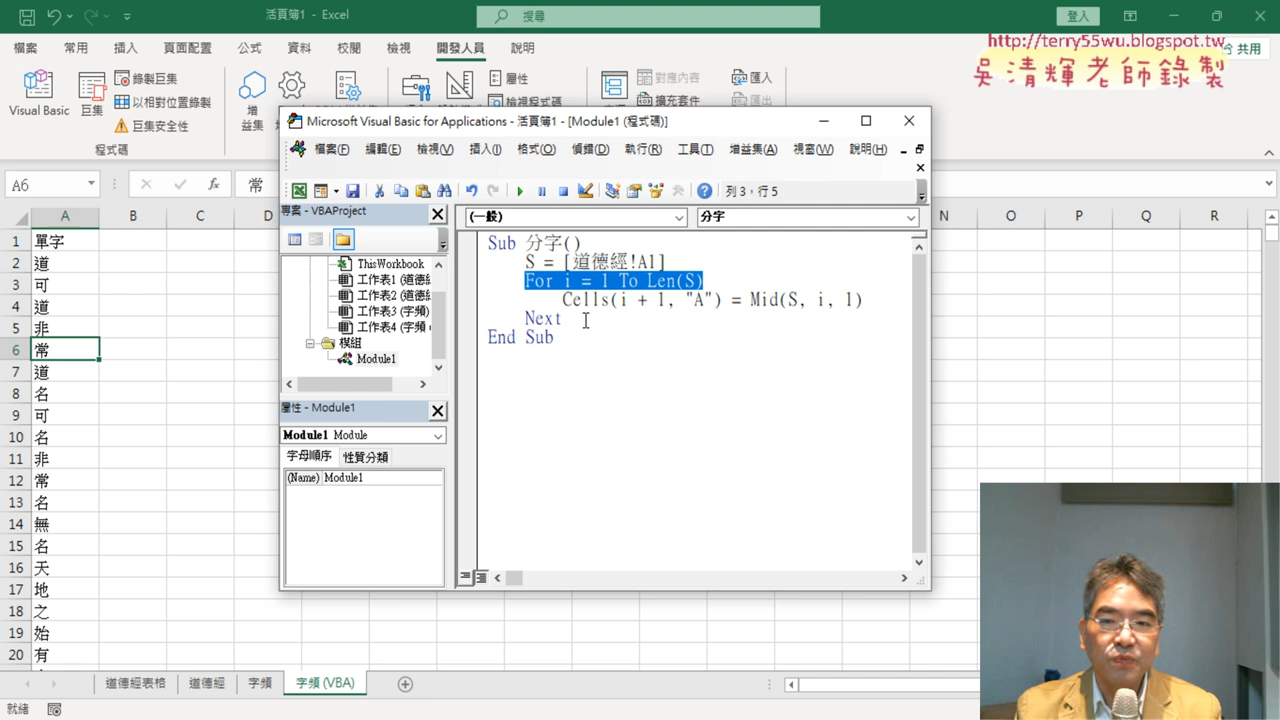 活頁簿1 - Excel
搜尋
登入
檔案 常用 插入 頁面配置 公式 資料 校閱 檢視 開發人員 說明
共用
http://terry55wu.blogspot.tw
吳清輝老師錄製
Visual Basic
巨集
錄製巨集
以相對位置錄製
巨集安全性
程式碼
增
益集
屬性
檢視程式碼
對應內容
擴充套件
匯入
匯出
A6
常
A B C D N O P Q R
1 單字
2 道
3 可
4 道
5 非
6 常
7 道
8 名
9 可
10 名
11 非
12 常
13 名
14 無
15 名
16 天
17 地
18 之
19 始
20 有
Microsoft Visual Basic for Applications - 活頁簿1 - [Module1 (程式碼)]
檔案(F) 編輯(E) 檢視(V) 插入(I) 格式(O) 偵錯(D) 執行(R) 工具(T) 增益集(A) 視窗(W) 說明(H)
列 3，行 5
專案 - VBAProject
ThisWorkbook
工作表1 (道德經
工作表2 (道德經
工作表3 (字頻)
工作表4 (字頻
模組
Module1
屬性 - Module1
Module1 Module
字母順序 性質分類
(Name) Module1
(一般)
分字
Sub 分字()
S = [道德經!A1]
For i = 1 To Len(S)
Cells(i + 1, "A") = Mid(S, i, 1)
Next
End Sub
道德經表格 道德經 字頻 字頻 (VBA)
就緒